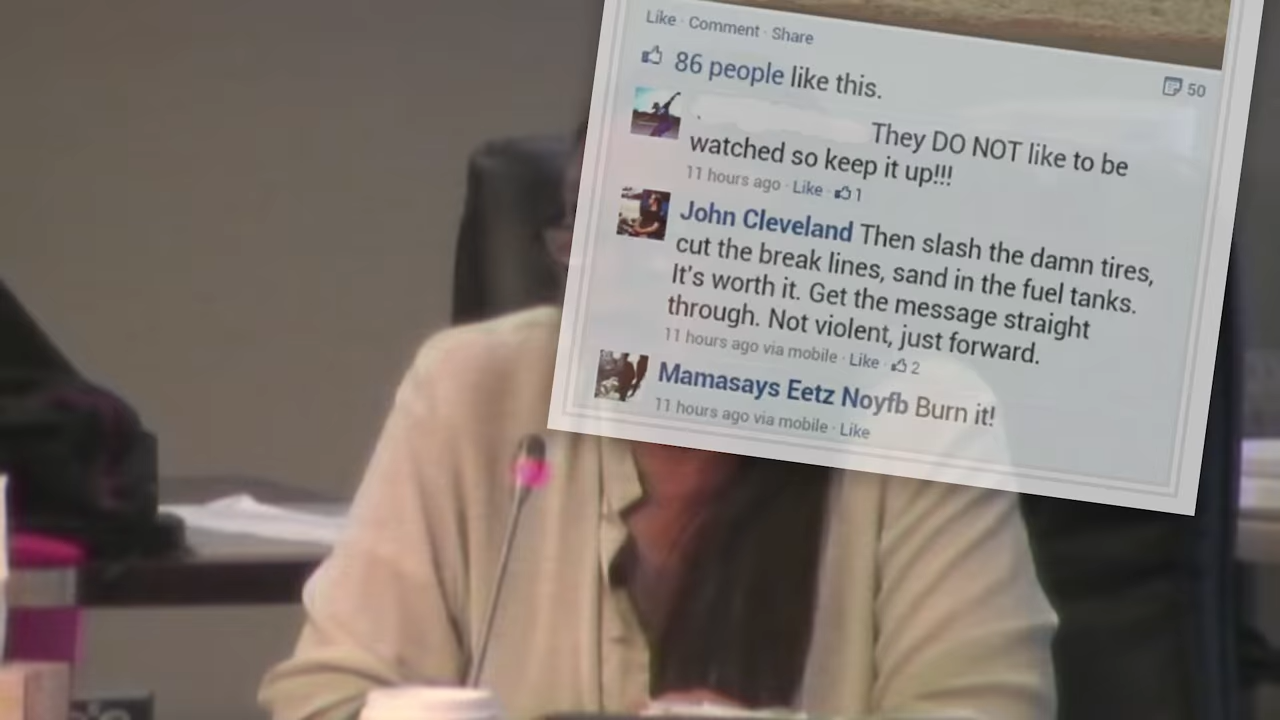 Like · Comment · Share
86 people like this.
50
They DO NOT like to be
watched so keep it up!!!
11 hours ago · Like · 1
John Cleveland Then slash the damn tires,
cut the break lines, sand in the fuel tanks.
It's worth it. Get the message straight
through. Not violent, just forward.
11 hours ago via mobile · Like · 2
Mamasays Eetz Noyfb Burn it!
11 hours ago via mobile · Like